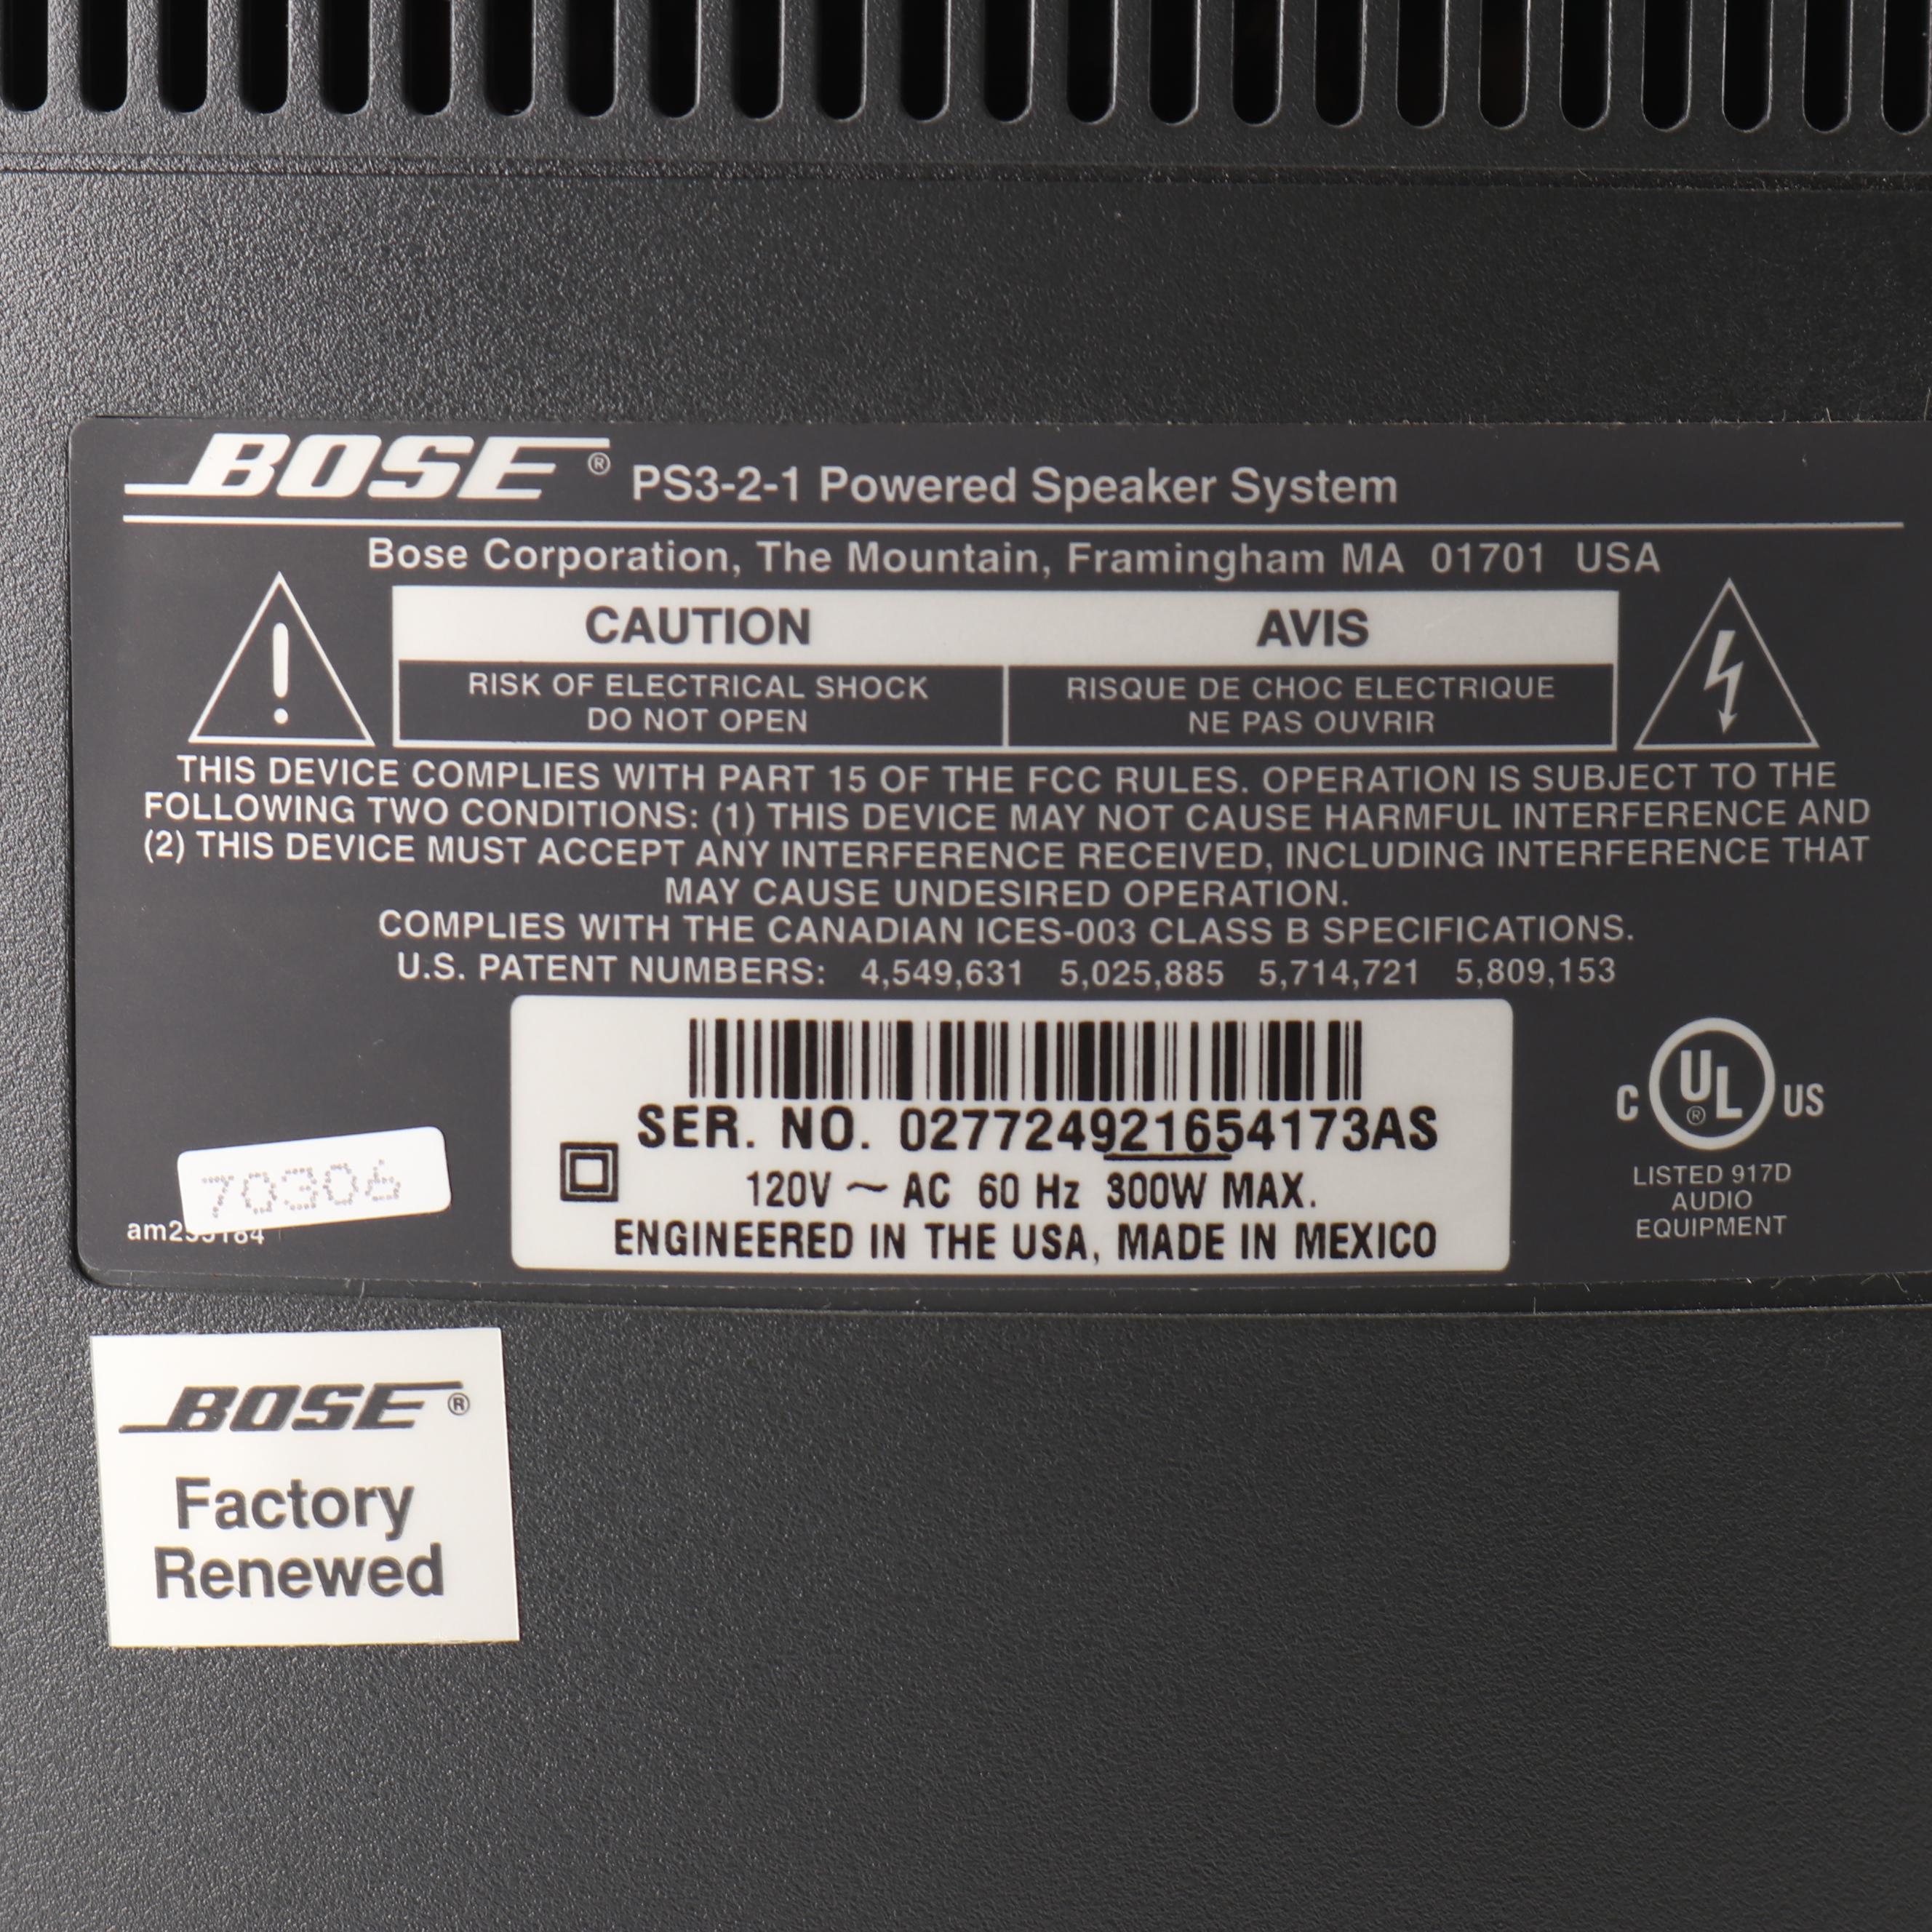 BOSE® PS3-2-1 Powered Speaker System
Bose Corporation, The Mountain, Framingham MA 01701 USA
CAUTION AVIS
RISK OF ELECTRICAL SHOCK RISQUE DE CHOC ELECTRIQUE
DO NOT OPEN NE PAS OUVRIR
THIS DEVICE COMPLIES WITH PART 15 OF THE FCC RULES. OPERATION IS SUBJECT TO THE
FOLLOWING TWO CONDITIONS: (1) THIS DEVICE MAY NOT CAUSE HARMFUL INTERFERENCE AND
(2) THIS DEVICE MUST ACCEPT ANY INTERFERENCE RECEIVED, INCLUDING INTERFERENCE THAT
MAY CAUSE UNDESIRED OPERATION.
COMPLIES WITH THE CANADIAN ICES-003 CLASS B SPECIFICATIONS.
U.S. PATENT NUMBERS: 4,549,631 5,025,885 5,714,721 5,809,153
SER. NO. 027724921654173AS
120V ~ AC 60 Hz 300W MAX.
ENGINEERED IN THE USA, MADE IN MEXICO
C UL® US
LISTED 917D
AUDIO
EQUIPMENT
70306
BOSE®
Factory
Renewed